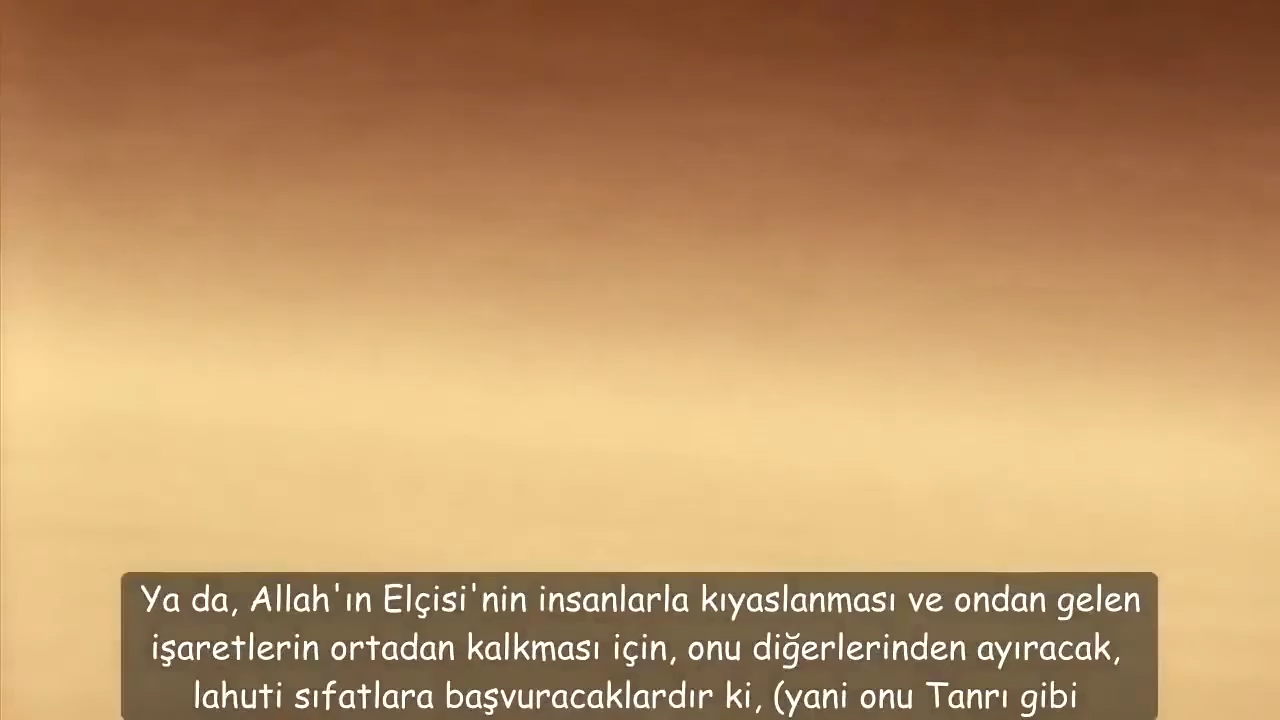 Ya da, Allah'ın Elçisi'nin insanlarla kıyaslanması ve ondan gelen
işaretlerin ortadan kalkması için, onu diğerlerinden ayıracak,
lahuti sıfatlara başvuracaklardır ki, (yani onu Tanrı gibi